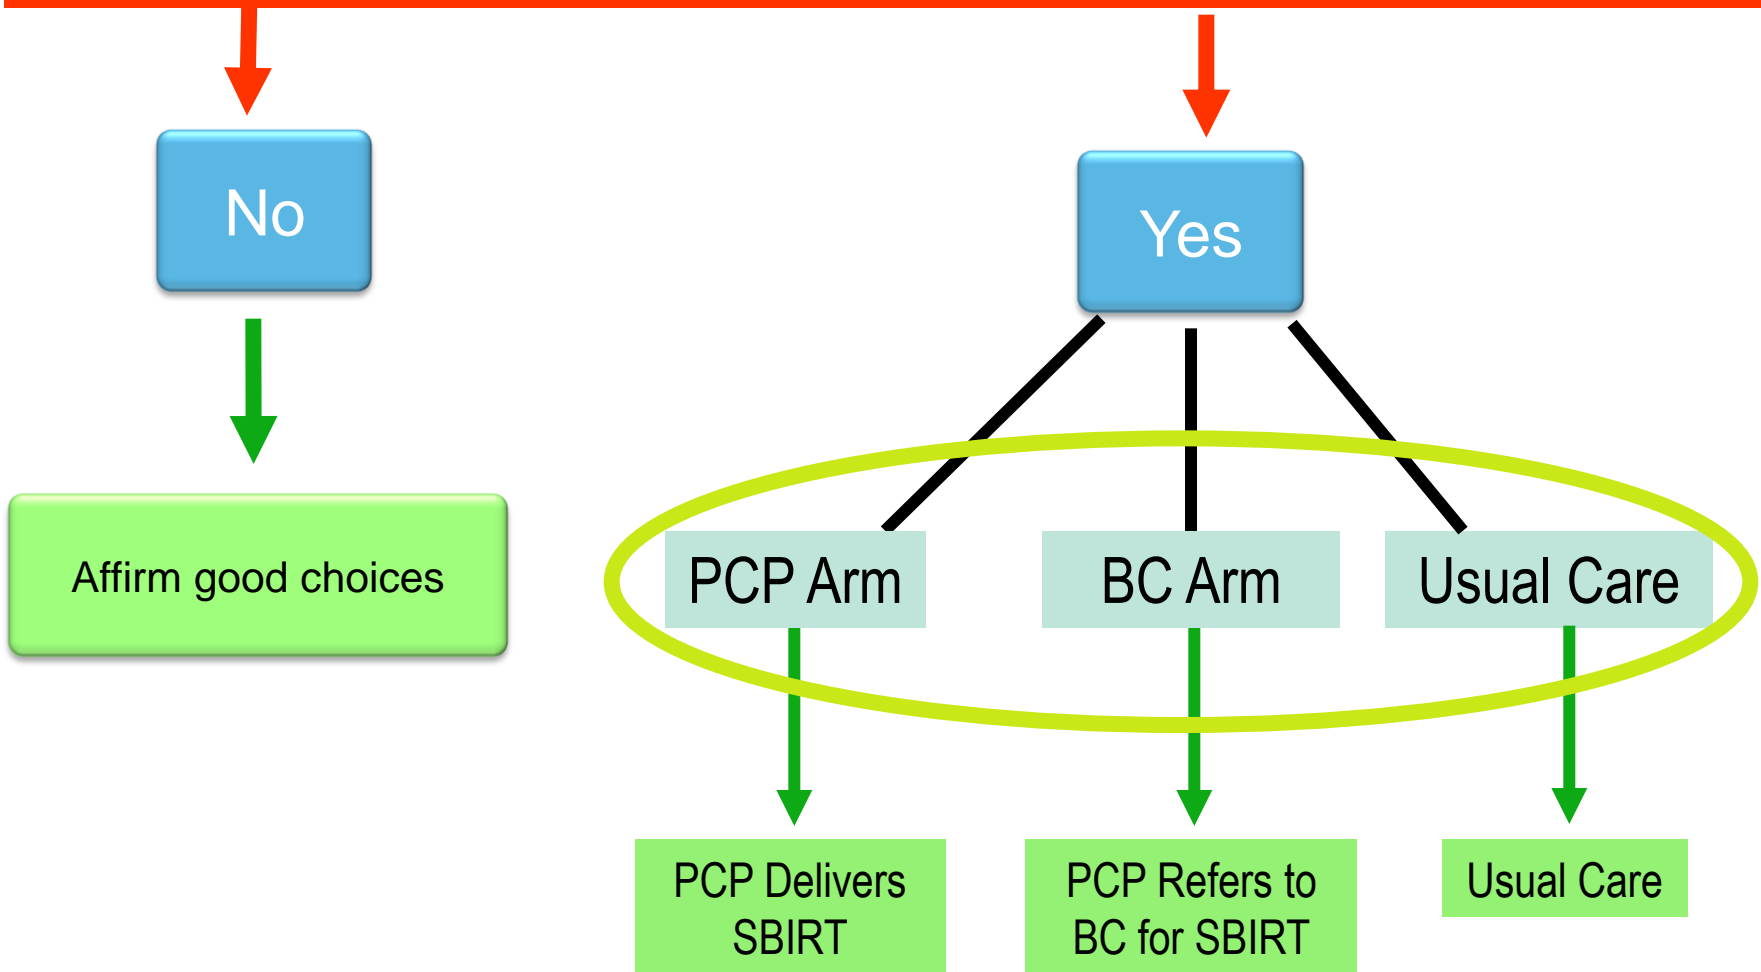 No
Yes
Affirm good choices
PCP Arm
BC Arm
Usual Care
PCP Delivers
SBIRT
PCP Refers to
BC for SBIRT
Usual Care